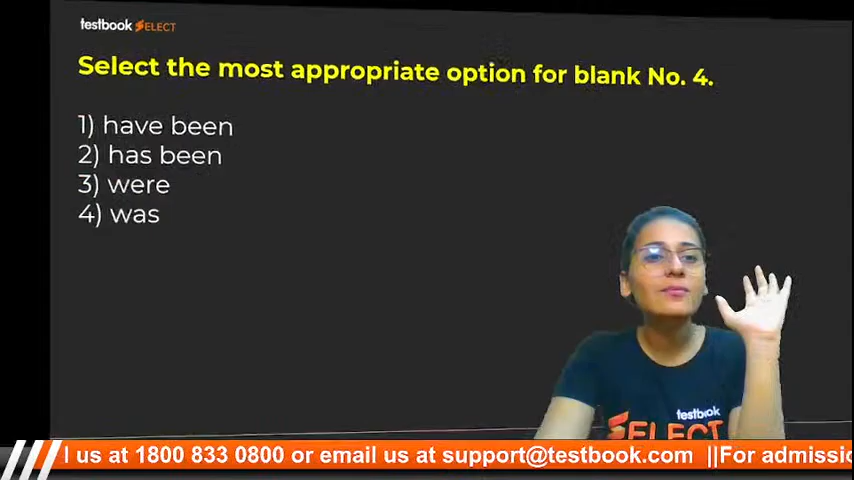 testbook SELECT
Select the most appropriate option for blank No. 4.
1) have been
2) has been
3) were
4) was
testbook
SELECT
l us at 1800 833 0800 or email us at support@testbook.com ||For admissio